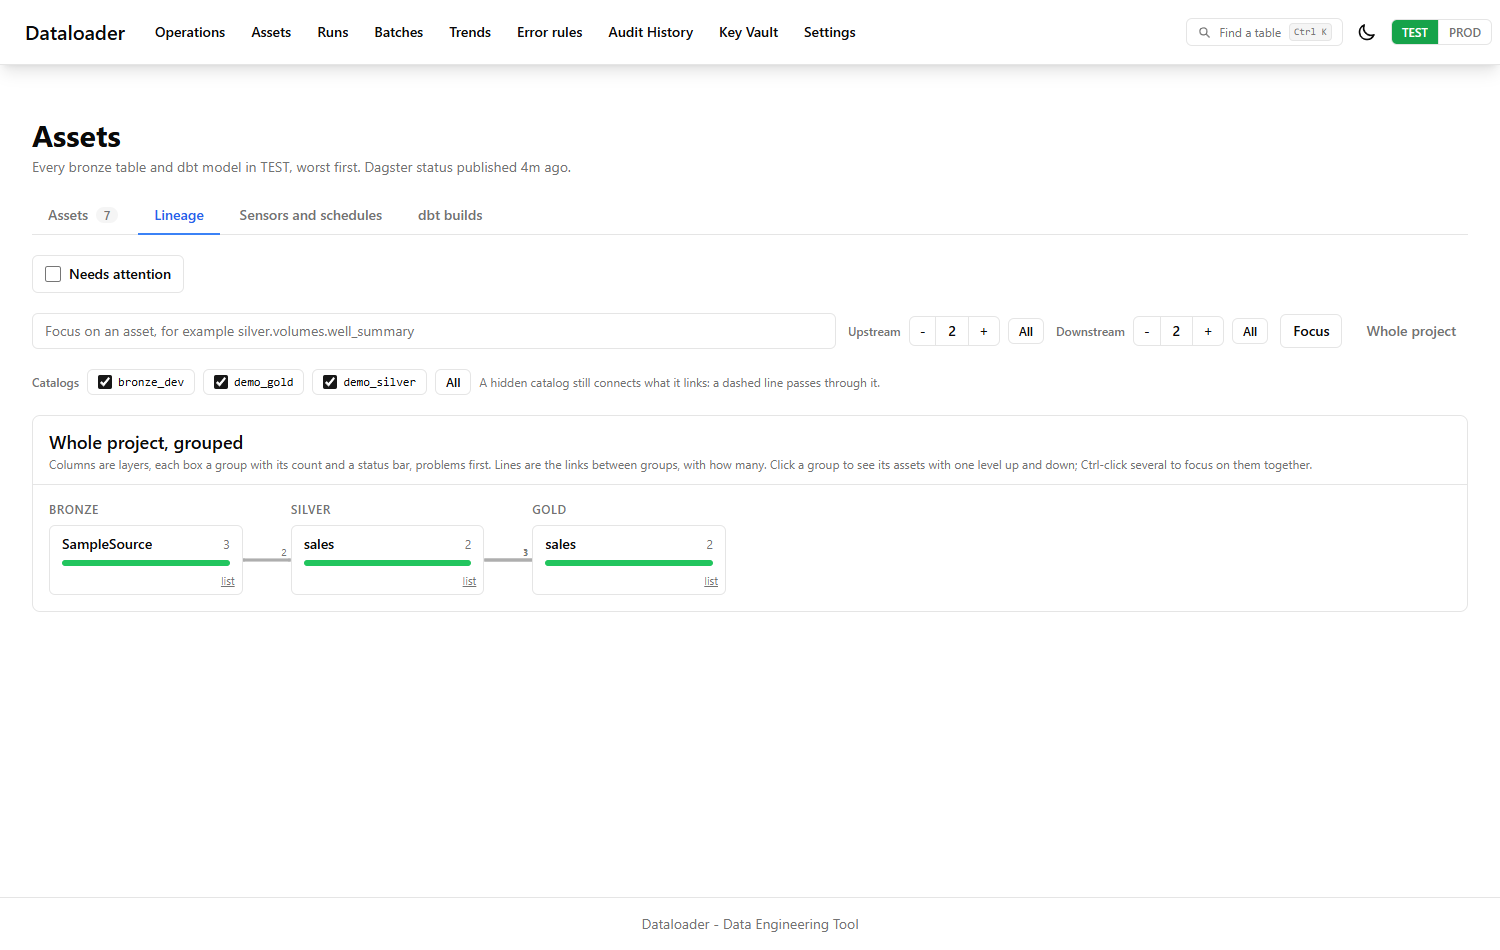 Dataloader Operations Assets Runs Batches Trends Error rules Audit History Key Vault Settings Find a table Ctrl K TEST PROD
Assets
Every bronze table and dbt model in TEST, worst first. Dagster status published 4m ago.
Assets 7 Lineage Sensors and schedules dbt builds
Needs attention
Focus on an asset, for example silver.volumes.well_summary Upstream - 2 + All Downstream - 2 + All Focus Whole project
Catalogs bronze_dev demo_gold demo_silver All A hidden catalog still connects what it links: a dashed line passes through it.
Whole project, grouped
Columns are layers, each box a group with its count and a status bar, problems first. Lines are the links between groups, with how many. Click a group to see its assets with one level up and down; Ctrl-click several to focus on them together.
BRONZE SILVER GOLD
SampleSource 3 2 sales 2 3 sales 2
list list list
Dataloader - Data Engineering Tool